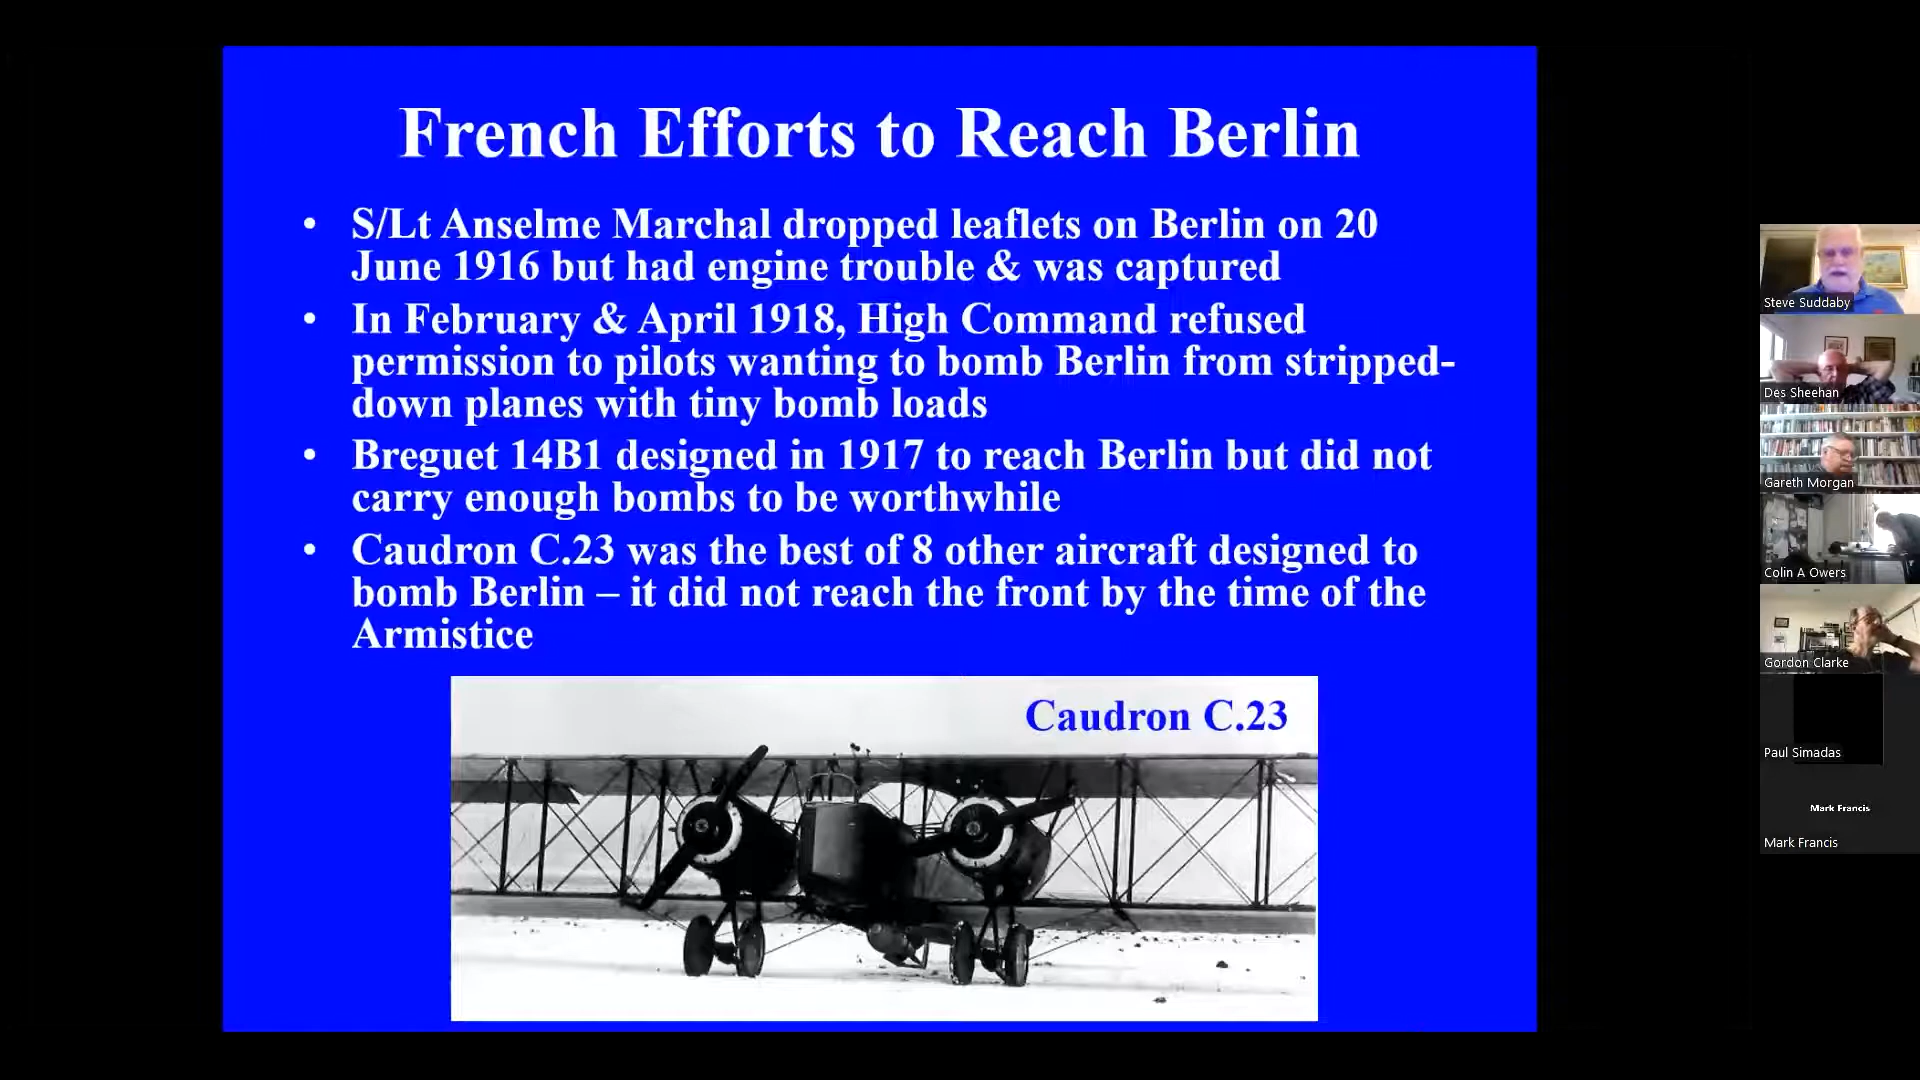 French Efforts to Reach Berlin
• S/Lt Anselme Marchal dropped leaflets on Berlin on 20
June 1916 but had engine trouble & was captured
• In February & April 1918, High Command refused
permission to pilots wanting to bomb Berlin from stripped-
down planes with tiny bomb loads
• Breguet 14B1 designed in 1917 to reach Berlin but did not
carry enough bombs to be worthwhile
• Caudron C.23 was the best of 8 other aircraft designed to
bomb Berlin – it did not reach the front by the time of the
Armistice
Caudron C.23
Steve Suddaby
Des Sheehan
Gareth Morgan
Colin A Owers
Gordon Clarke
Paul Simadas
Mark Francis
Mark Francis